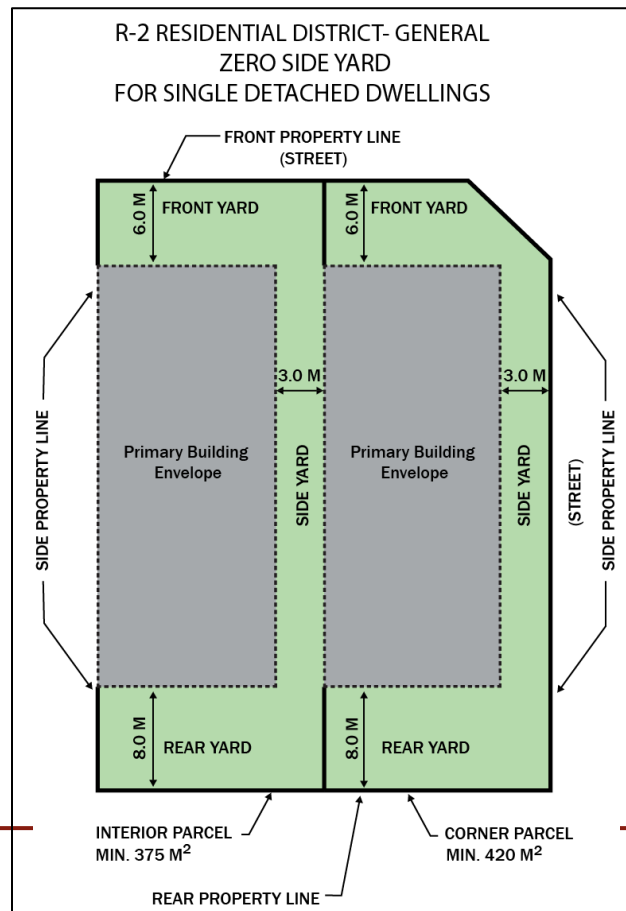 R-2 RESIDENTIAL DISTRICT- GENERAL
ZERO SIDE YARD
FOR SINGLE DETACHED DWELLINGS
FRONT PROPERTY LINE
(STREET)
6.0 M
FRONT YARD
6.0 M
FRONT YARD
SIDE PROPERTY LINE
Primary Building
Envelope
3.0 M
SIDE YARD
Primary Building
Envelope
3.0 M
SIDE YARD
(STREET)
SIDE PROPERTY LINE
8.0 M
REAR YARD
8.0 M
REAR YARD
INTERIOR PARCEL
MIN. 375 M²
CORNER PARCEL
MIN. 420 M²
REAR PROPERTY LINE